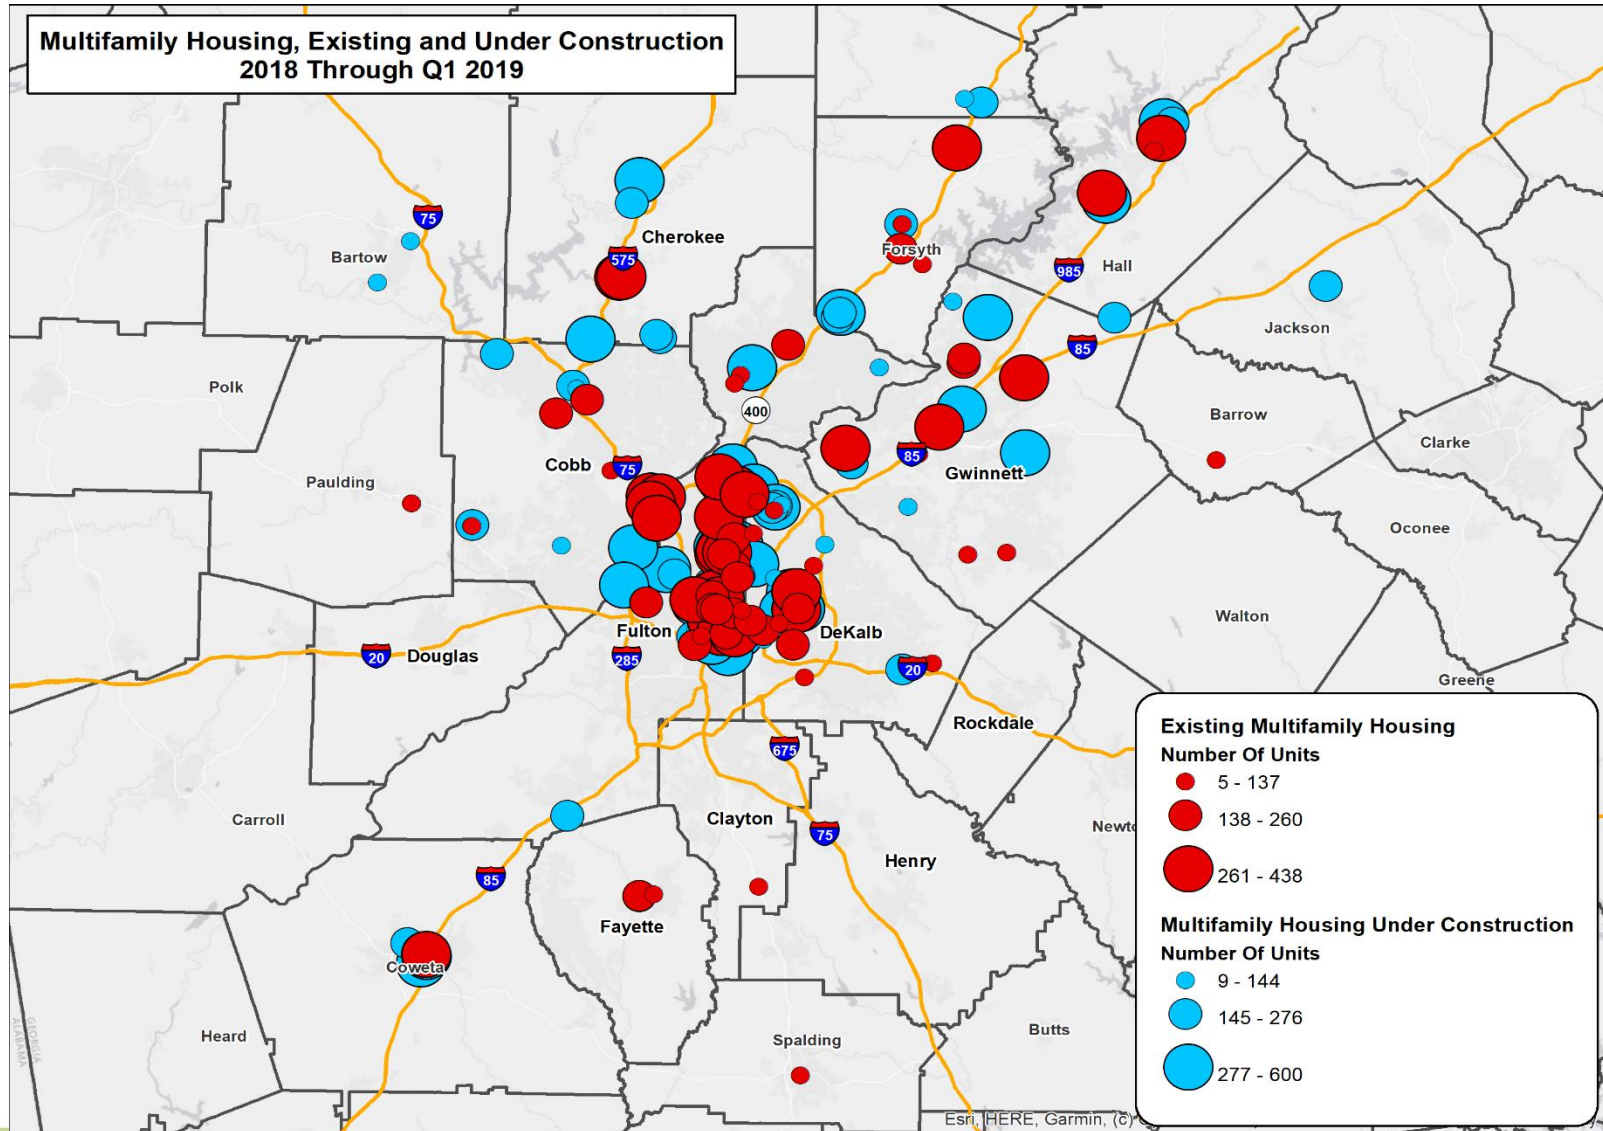 Multifamily Housing, Existing and Under Construction
2018 Through Q1 2019
75
Cherokee
575
Bartow
Forsyth
985
Hall
Jackson
85
Polk
400
Barrow
Clarke
Cobb
75
85
Gwinnett
Paulding
Oconee
Walton
Fulton
DeKalb
20
Douglas
285
20
Greene
Rockdale
675
Carroll
Clayton
75
Newto
Henry
85
Fayette
Coweta
Heard
Spalding
Butts
GEORGIA
ALABAMA
Existing Multifamily Housing
Number Of Units
5 - 137
138 - 260
261 - 438
Multifamily Housing Under Construction
Number Of Units
9 - 144
145 - 276
277 - 600
Esri, HERE, Garmin, (c)